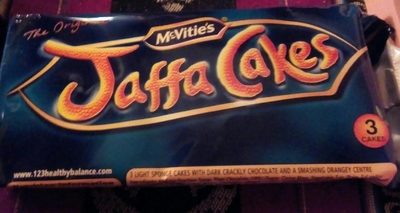 The Original
McVitie's
Jaffa Cakes
3
CAKES
www.123healthybalance.com
3 LIGHT SPONGE CAKES WITH DARK CRACKLY CHOCOLATE AND A SMASHING ORANGEY CENTRE